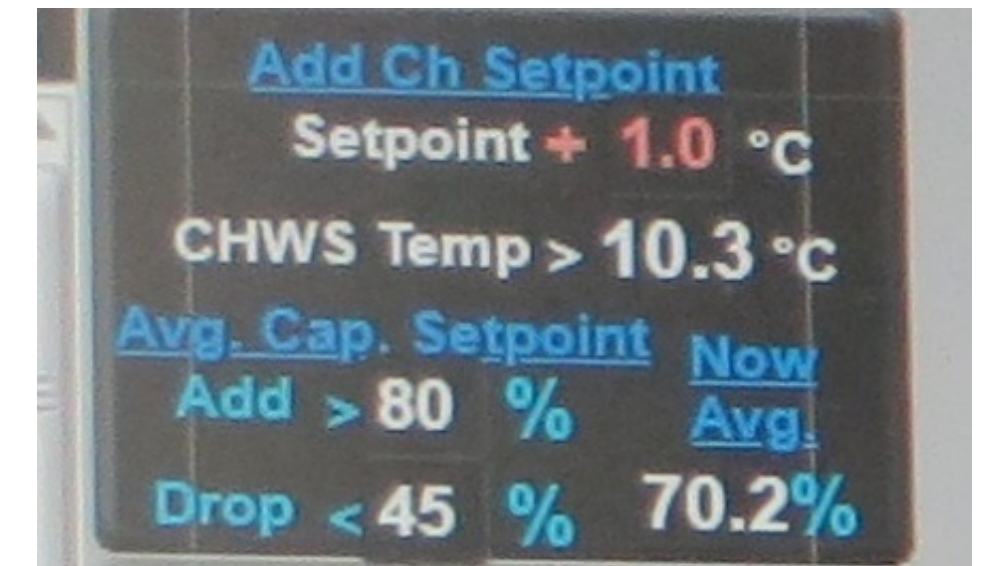 Add Ch Setpoint
Setpoint + 1.0 °C
CHWS Temp > 10.3 °C
Avg. Cap. Setpoint Now
Add > 80 % Avg.
Drop < 45 % 70.2%